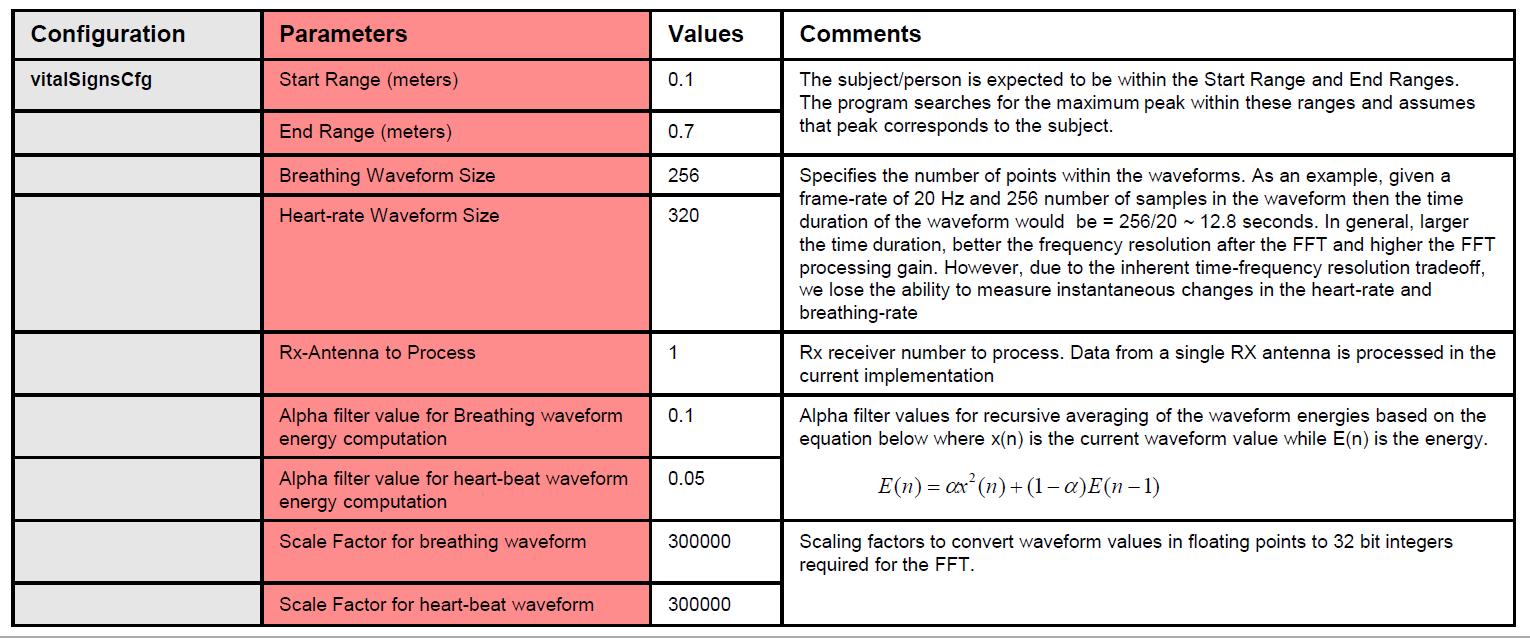 Configuration Parameters Values Comments
vitalSignsCfg Start Range (meters) 0.1 The subject/person is expected to be within the Start Range and End Ranges.
The program searches for the maximum peak within these ranges and assumes
that peak corresponds to the subject.
End Range (meters) 0.7
Breathing Waveform Size 256 Specifies the number of points within the waveforms. As an example, given a
frame-rate of 20 Hz and 256 number of samples in the waveform then the time
duration of the waveform would be = 256/20 ~ 12.8 seconds. In general, larger
the time duration, better the frequency resolution after the FFT and higher the FFT
processing gain. However, due to the inherent time-frequency resolution tradeoff,
we lose the ability to measure instantaneous changes in the heart-rate and
breathing-rate
Heart-rate Waveform Size 320
Rx-Antenna to Process 1 Rx receiver number to process. Data from a single RX antenna is processed in the
current implementation
Alpha filter value for Breathing waveform
energy computation 0.1 Alpha filter values for recursive averaging of the waveform energies based on the
equation below where x(n) is the current waveform value while E(n) is the energy.
E(n) = αx²(n) + (1 − α)E(n − 1)
Alpha filter value for heart-beat waveform
energy computation 0.05
Scale Factor for breathing waveform 300000 Scaling factors to convert waveform values in floating points to 32 bit integers
required for the FFT.
Scale Factor for heart-beat waveform 300000